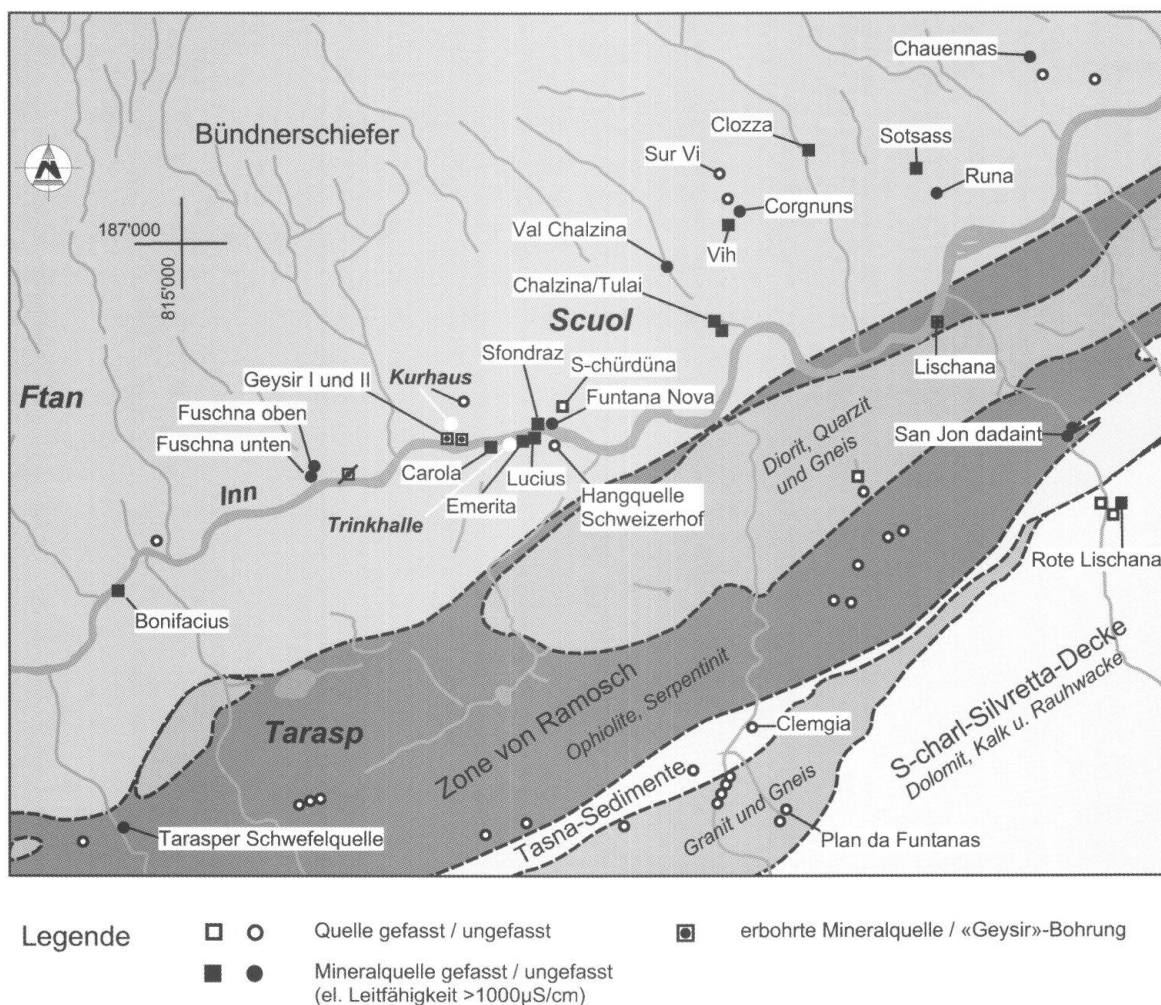 Chauennas
Bündnerschiefer
Clozza
Sotsass
Sur Vi
Runa
Corgnuns
187'000
Val Chalzina
Vih
815'000
Chalzina/Tulai
Scuol
Sfondraz
S-chürdüna
Lischana
Geysir I und II
Kurhaus
Ftan
Funtana Nova
Fuschna oben
Fuschna unten
San Jon dadaint
Diorit, Quarzit
und Gneis
Carola
Lucius
Inn
Emerita
Hangquelle
Schweizerhof
Trinkhalle
Rote Lischana
Bonifacius
Zone von Ramosch
Ophiolite, Serpentinit
S-charl-Silvretta-Decke
Dolomit, Kalk u. Rauhwacke
Tarasp
Clemgia
Tasna-Sedimente
Granit und Gneis
Tarasper Schwefelquelle
Plan da Funtanas
Legende
Quelle gefasst / ungefasst
erbohrte Mineralquelle / «Geysir»-Bohrung
Mineralquelle gefasst / ungefasst
(el. Leitfähigkeit >1000µS/cm)